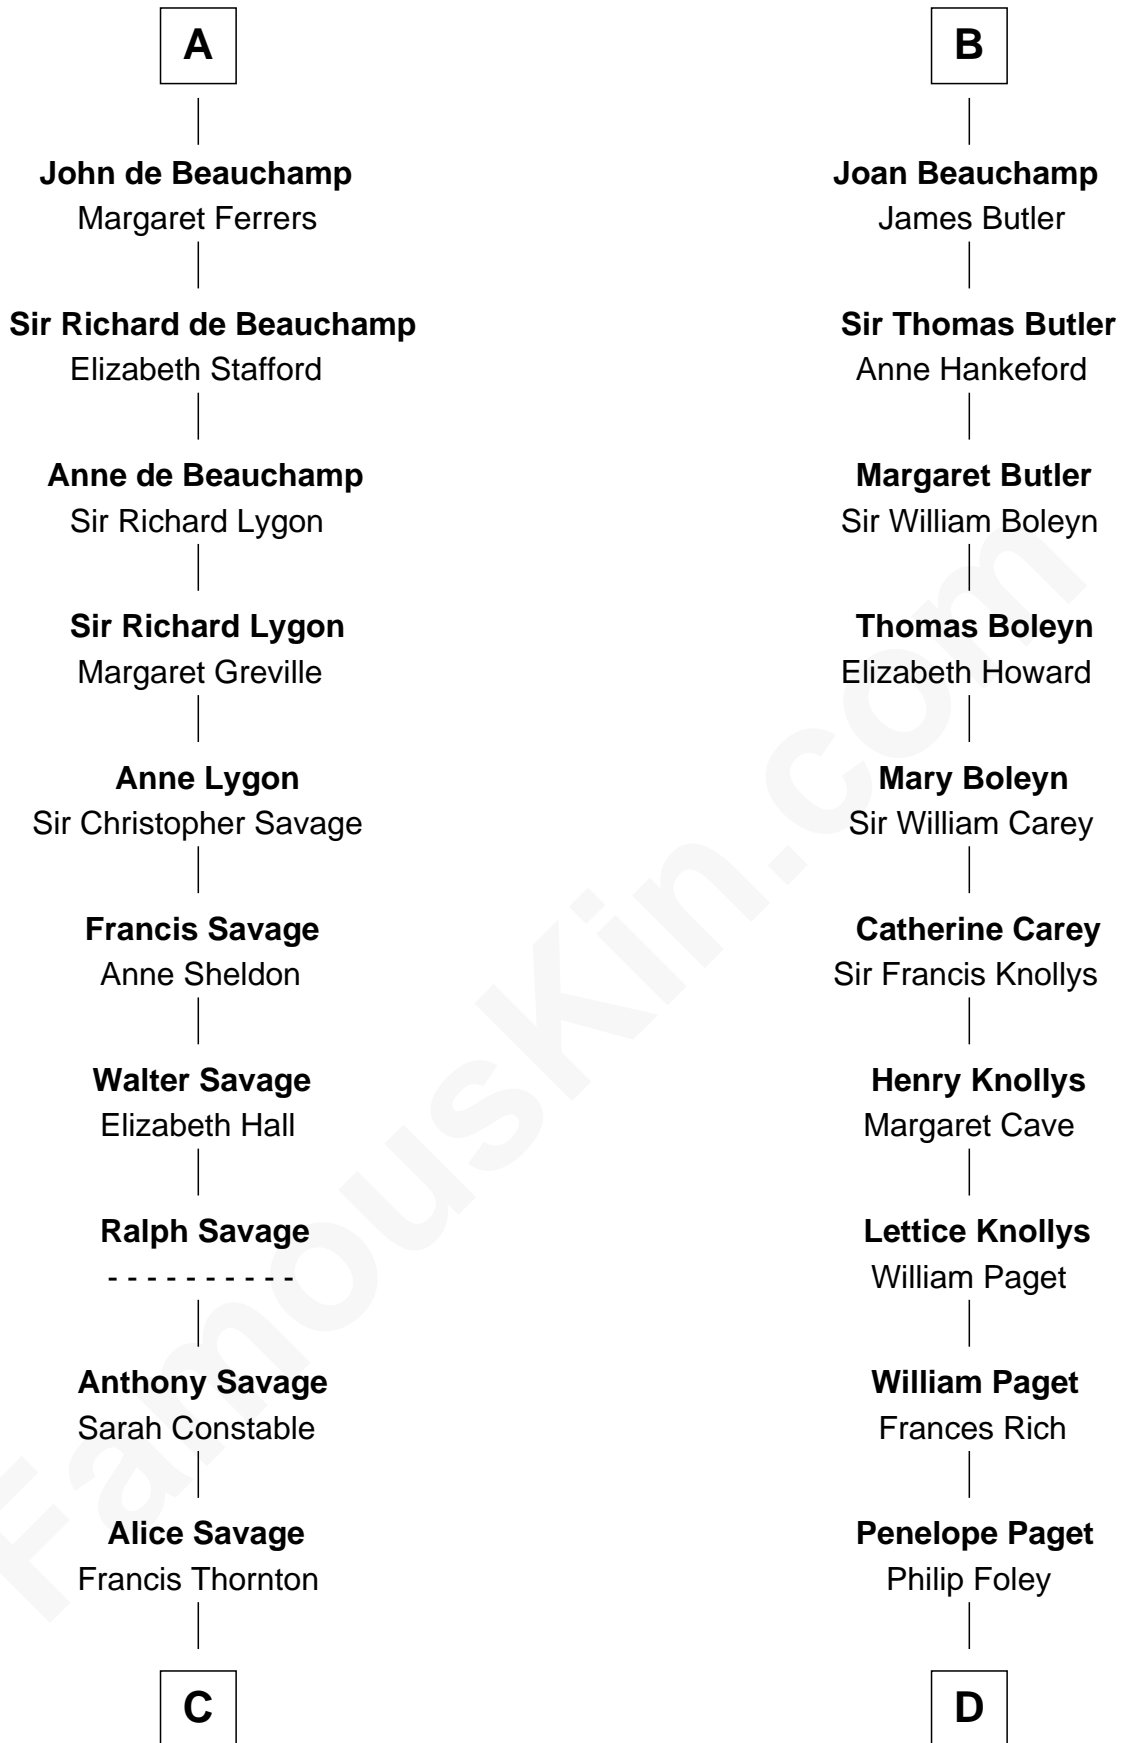 A
John de Beauchamp
Margaret Ferrers
Sir Richard de Beauchamp
Elizabeth Stafford
Anne de Beauchamp
Sir Richard Lygon
Sir Richard Lygon
Margaret Greville
Anne Lygon
Sir Christopher Savage
Francis Savage
Anne Sheldon
Walter Savage
Elizabeth Hall
Ralph Savage
- - - - - - - - - -
Anthony Savage
Sarah Constable
Alice Savage
Francis Thornton
C
B
Joan Beauchamp
James Butler
Sir Thomas Butler
Anne Hankeford
Margaret Butler
Sir William Boleyn
Thomas Boleyn
Elizabeth Howard
Mary Boleyn
Sir William Carey
Catherine Carey
Sir Francis Knollys
Henry Knollys
Margaret Cave
Lettice Knollys
William Paget
William Paget
Frances Rich
Penelope Paget
Philip Foley
D
FamousKin.com